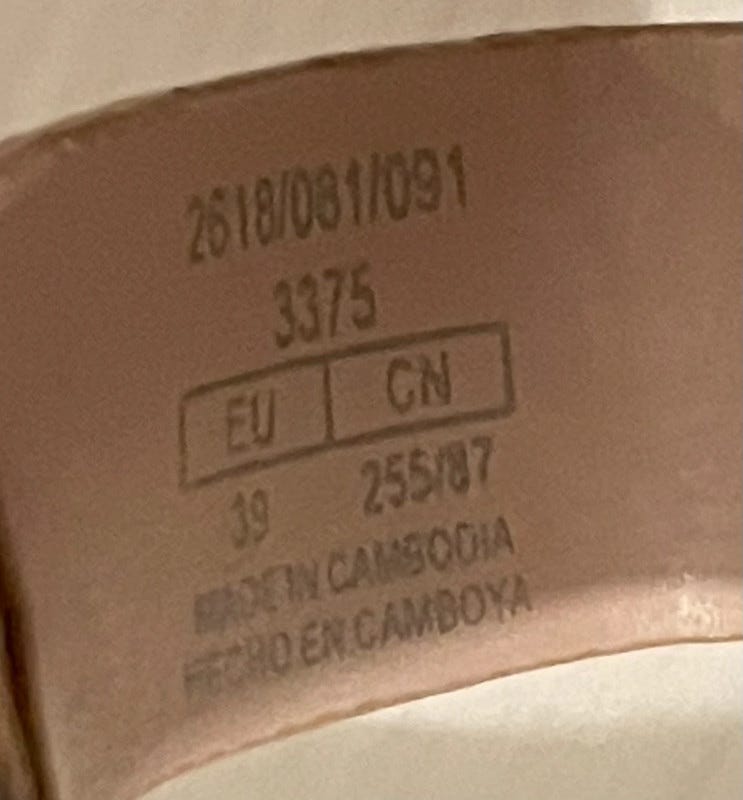 2618/081/091
3375
EU CN
39 255/87
MADE IN CAMBODIA
HECHO EN CAMBOYA